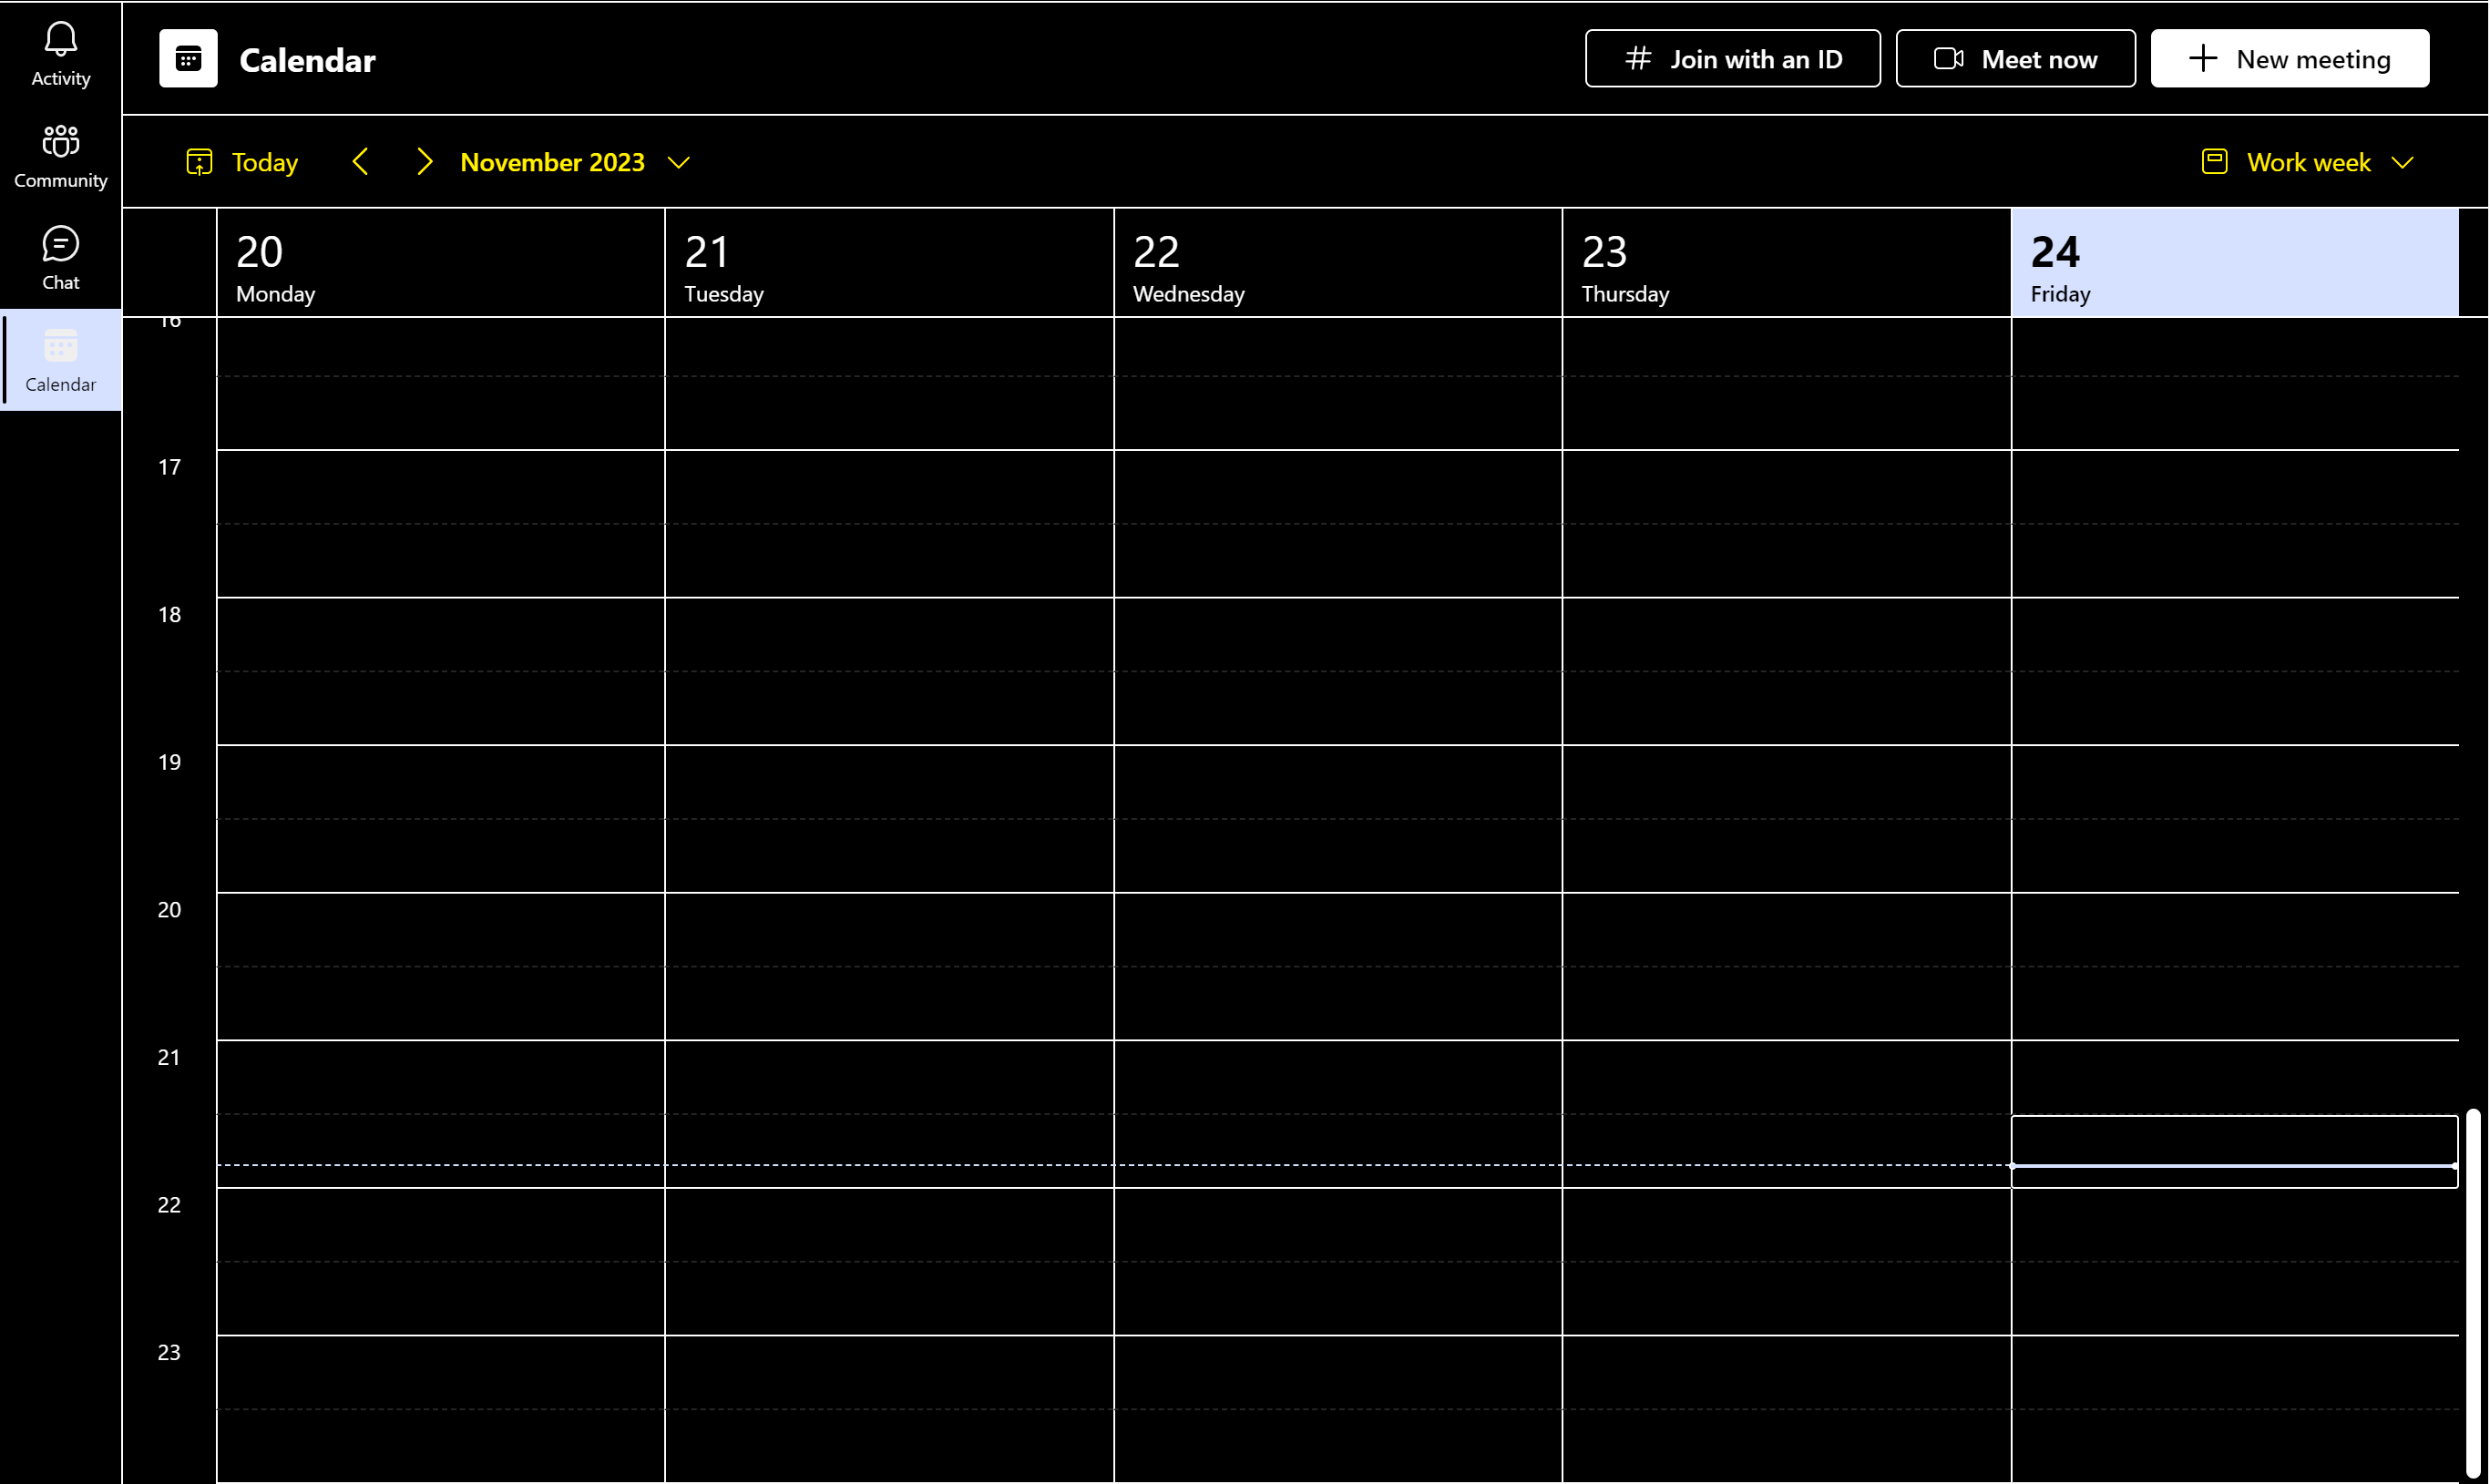 Activity
Community
Chat
Calendar
Calendar
# Join with an ID
Meet now
+ New meeting
Today
November 2023
Work week
20
Monday
21
Tuesday
22
Wednesday
23
Thursday
24
Friday
16
17
18
19
20
21
22
23